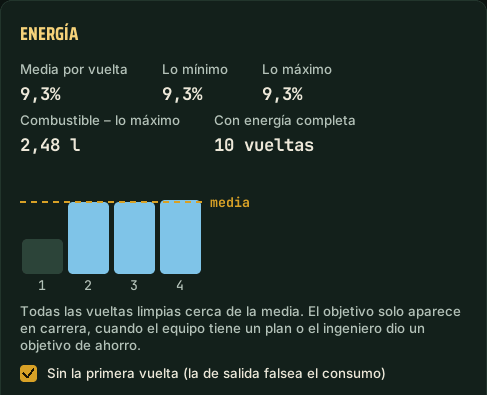 ENERGÍA
Media por vuelta Lo mínimo Lo máximo
9,3% 9,3% 9,3%
Combustible – lo máximo Con energía completa
2,48 l 10 vueltas
media
1 2 3 4
Todas las vueltas limpias cerca de la media. El objetivo solo aparece
en carrera, cuando el equipo tiene un plan o el ingeniero dio un
objetivo de ahorro.
Sin la primera vuelta (la de salida falsea el consumo)